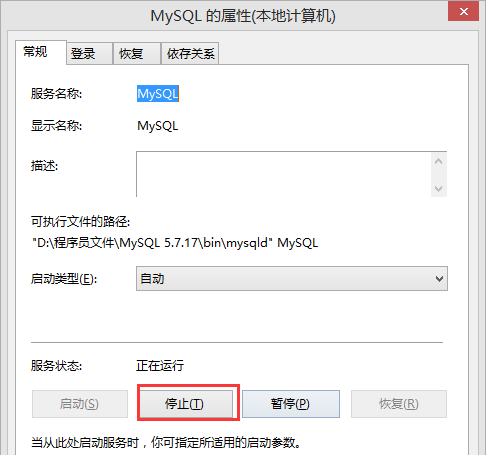 MySQL 的属性(本地计算机)
常规 登录 恢复 依存关系
服务名称: MySQL
显示名称: MySQL
描述:
可执行文件的路径:
"D:\程序员文件\MySQL 5.7.17\bin\mysqld" MySQL
启动类型(E): 自动
服务状态: 正在运行
启动(S) 停止(T) 暂停(P) 恢复(R)
当从此处启动服务时，你可指定所适用的启动参数。